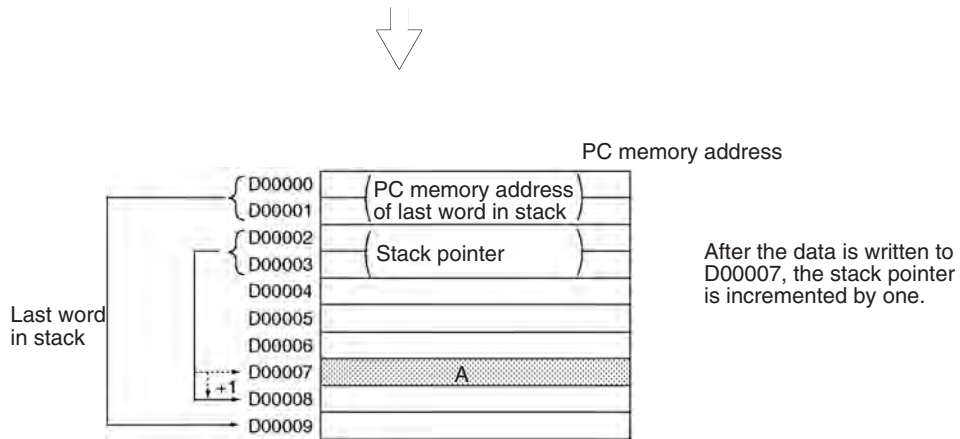 PC memory address
D00000
PC memory address
D00001
of last word in stack
D00002
Stack pointer
D00003
After the data is written to
D00007, the stack pointer
is incremented by one.
D00004
Last word
in stack
D00005
D00006
D00007
A
+1
D00008
D00009